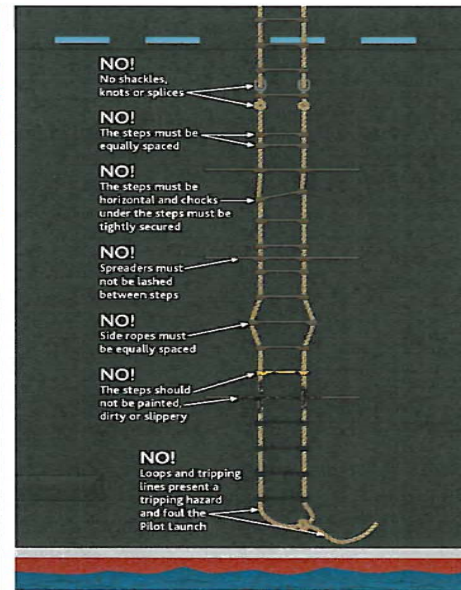 NO!
No shackles,
knots or splices
NO!
The steps must be
equally spaced
NO!
The steps must be
horizontal and chocks
under the steps must be
tightly secured
NO!
Spreaders must
not be lashed
between steps
NO!
Side ropes must
be equally spaced
NO!
The steps should
not be painted,
dirty or slippery
NO!
Loops and tripping
lines present a
tripping hazard
and foul the
Pilot Launch